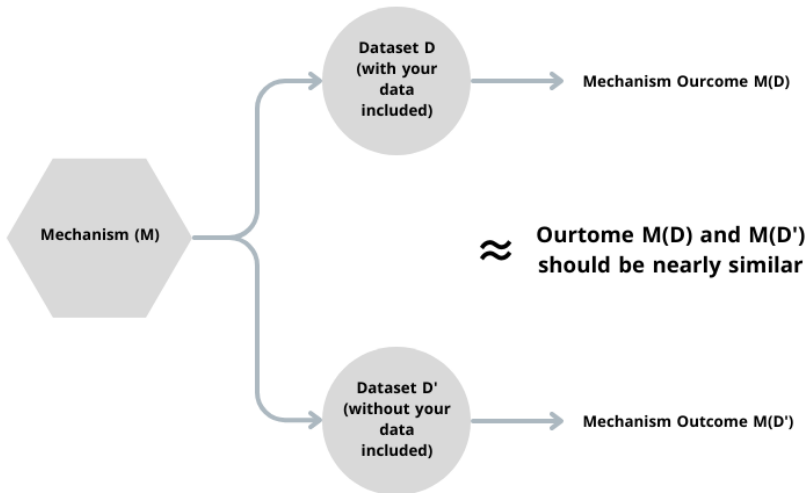 Dataset D
(with your
data
included)
Mechanism Ourcome M(D)
Mechanism (M)
≈
Ourtome M(D) and M(D')
should be nearly similar
Dataset D'
(without your
data
included)
Mechanism Outcome M(D')